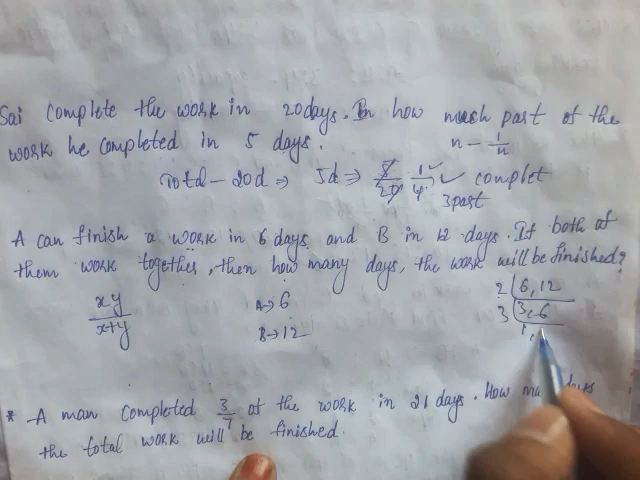 Sai complete the work in 20days. In how much part of the
work he completed in 5 days.
n - 1/n
Total - 20d ⇒ 5d ⇒ 5/20 1/4 ✓ complet
3part
A can finish a work in 6 days and B in 12 days. If both of
them work together, then how many days, the work will be finished?
xy/x+y
A → 6
B → 12
2 | 6, 12
3 | 3, 6
1,
* A man completed 3/7 of the work in 21 days. How days
the total work will be finished.